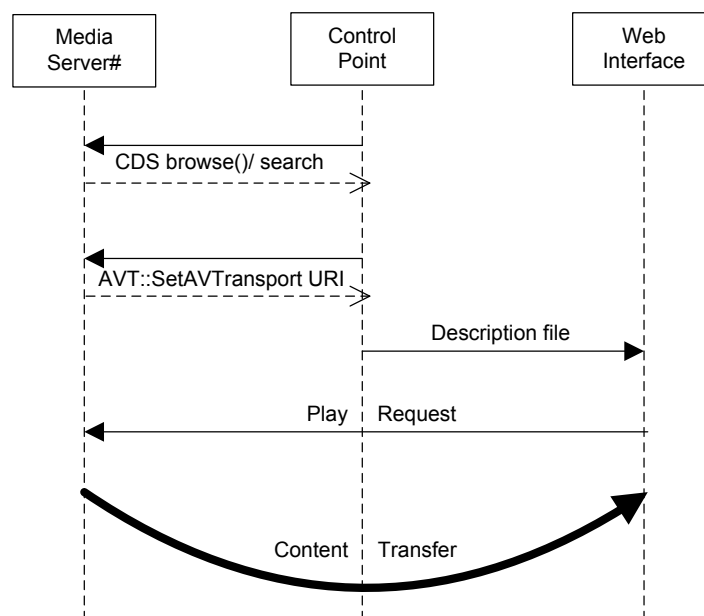 Media
Server#
Control
Point
Web
Interface
CDS browse()/ search
AVT::SetAVTransport URI
Description file
Play Request
Content Transfer